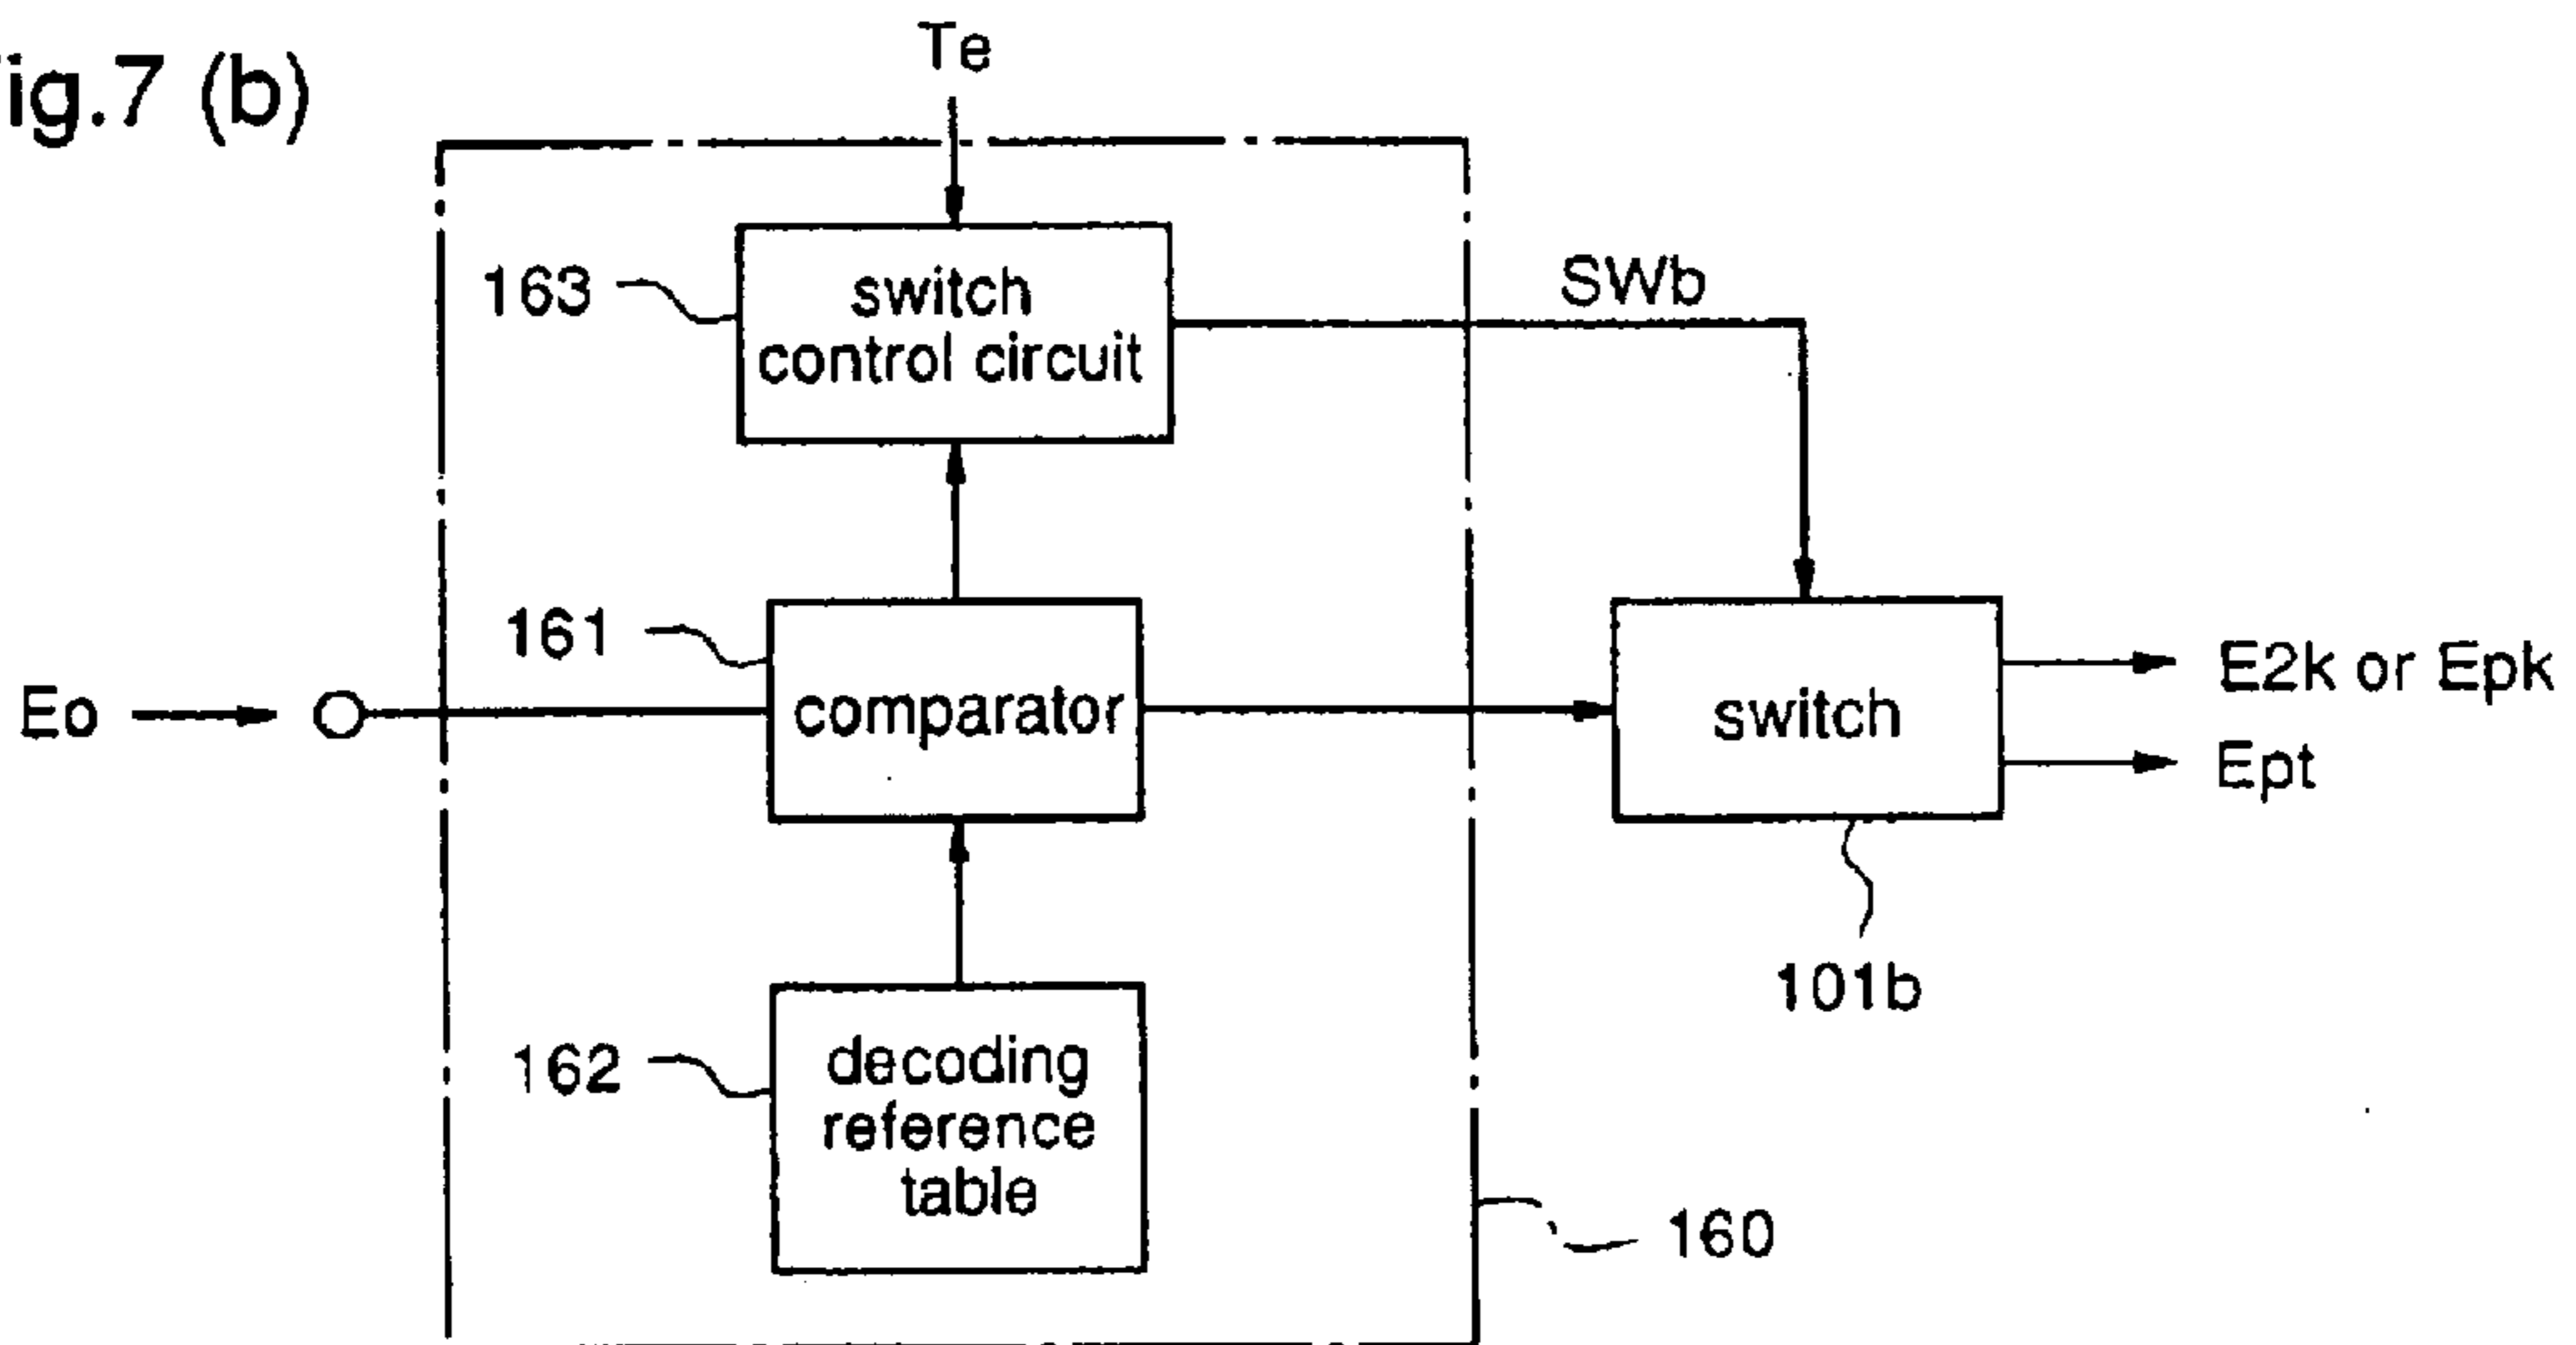 ig.7 (b)
Te
163
switch
control circuit
SWb
161
comparator
Eo
switch
E2k or Epk
Ept
101b
162
decoding
reference
table
160